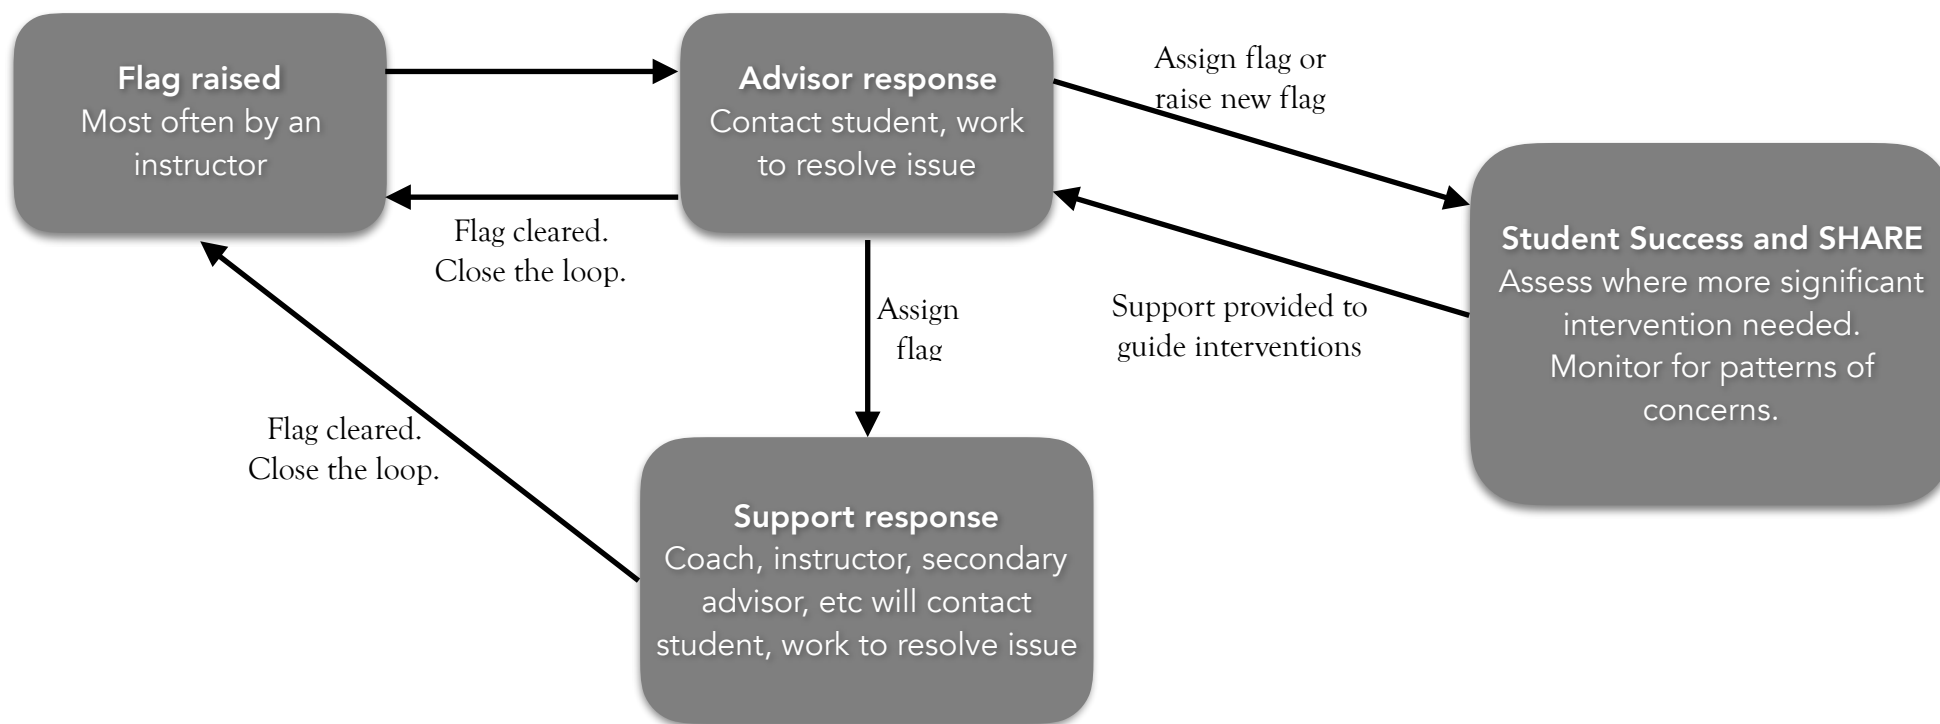 Flag raised
Most often by an
instructor
Advisor response
Contact student, work
to resolve issue
Assign flag or
raise new flag
Flag cleared.
Close the loop.
Student Success and SHARE
Assess where more significant
intervention needed.
Monitor for patterns of
concerns.
Support provided to
guide interventions
Assign
flag
Flag cleared.
Close the loop.
Support response
Coach, instructor, secondary
advisor, etc will contact
student, work to resolve issue